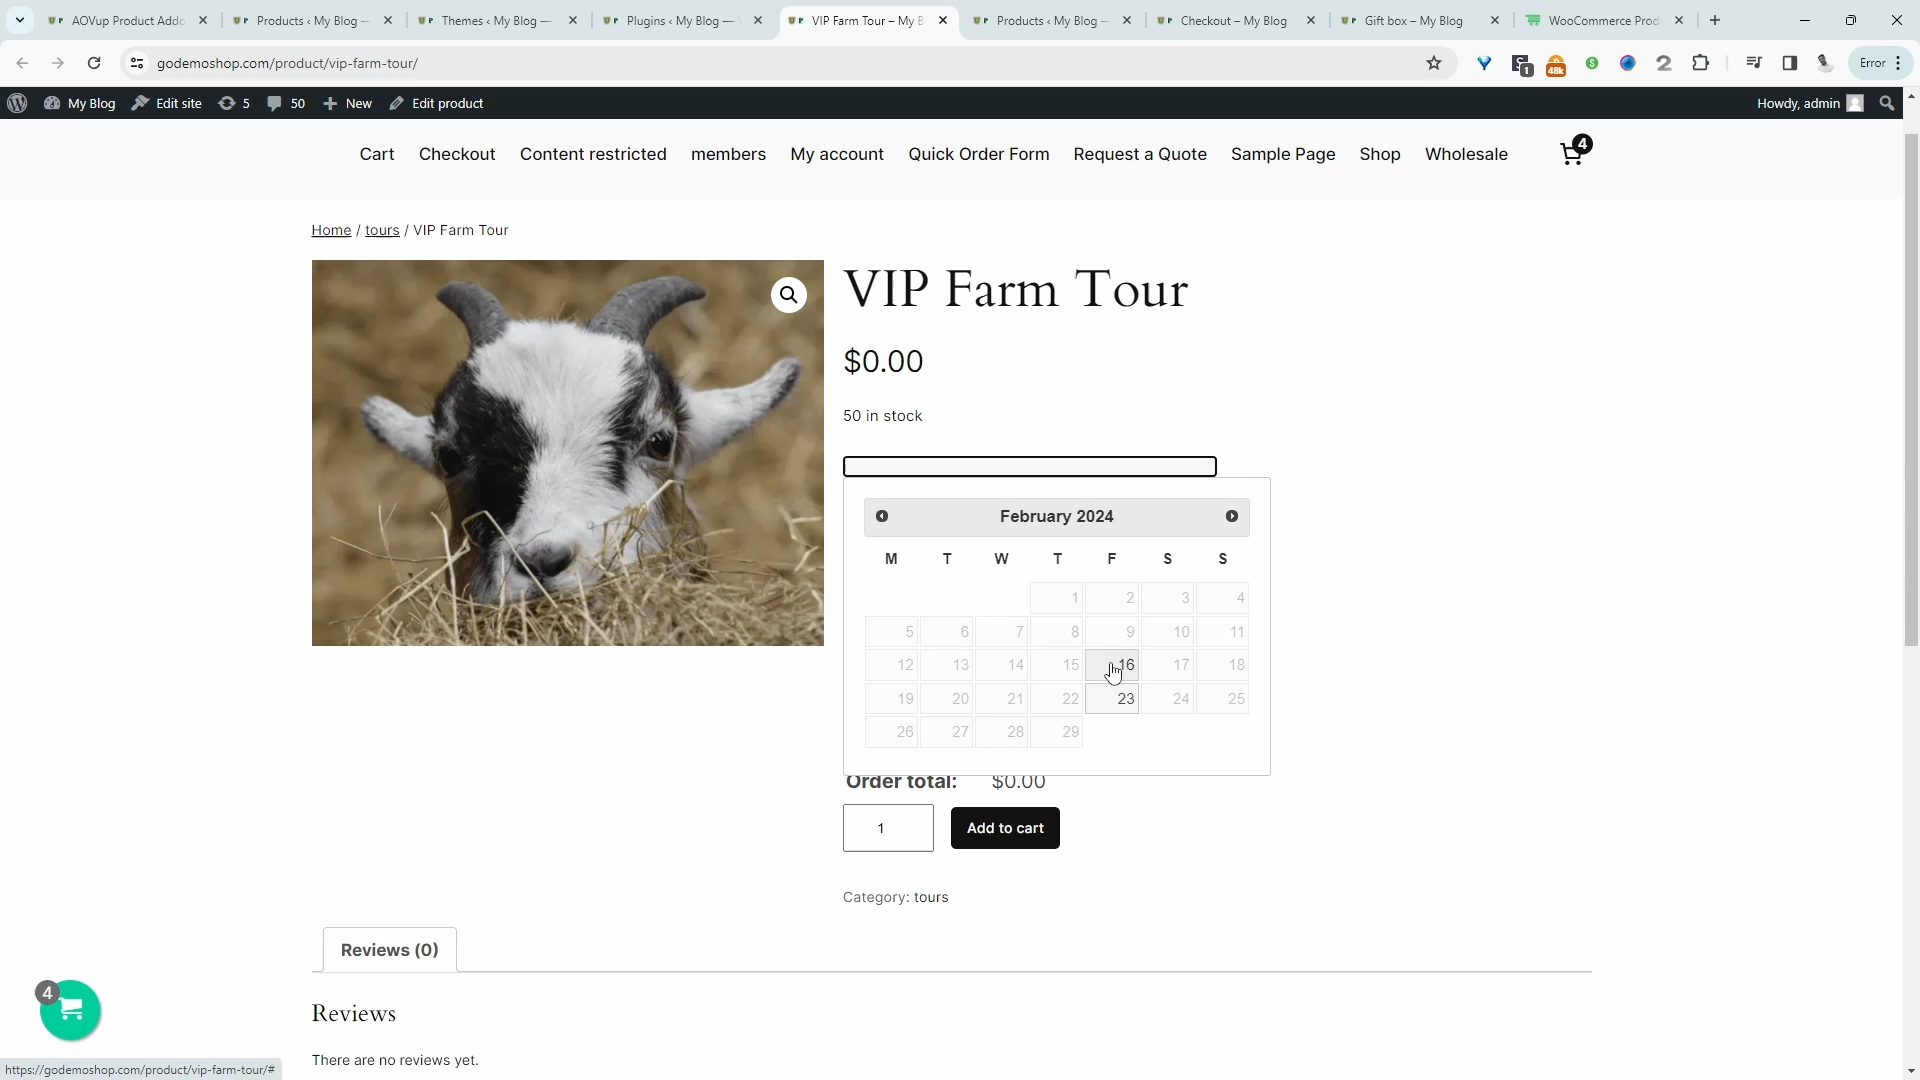 AOVup Product Addo
Products ‹ My Blog —
Themes ‹ My Blog —
Plugins ‹ My Blog —
VIP Farm Tour – My B
Products ‹ My Blog –
Checkout – My Blog
Gift box – My Blog
WooCommerce Prod
godemoshop.com/product/vip-farm-tour/
1
48k
Error
My Blog
Edit site
5
50
New
Edit product
Howdy, admin
Cart
Checkout
Content restricted
members
My account
Quick Order Form
Request a Quote
Sample Page
Shop
Wholesale
4
Home / tours / VIP Farm Tour
VIP Farm Tour
$0.00
50 in stock
February 2024
M T W T F S S
1 2 3 4
5 6 7 8 9 10 11
12 13 14 15 16 17 18
19 20 21 22 23 24 25
26 27 28 29
Order total: $0.00
1
Add to cart
Category: tours
Reviews (0)
4
Reviews
There are no reviews yet.
https://godemoshop.com/product/vip-farm-tour/#